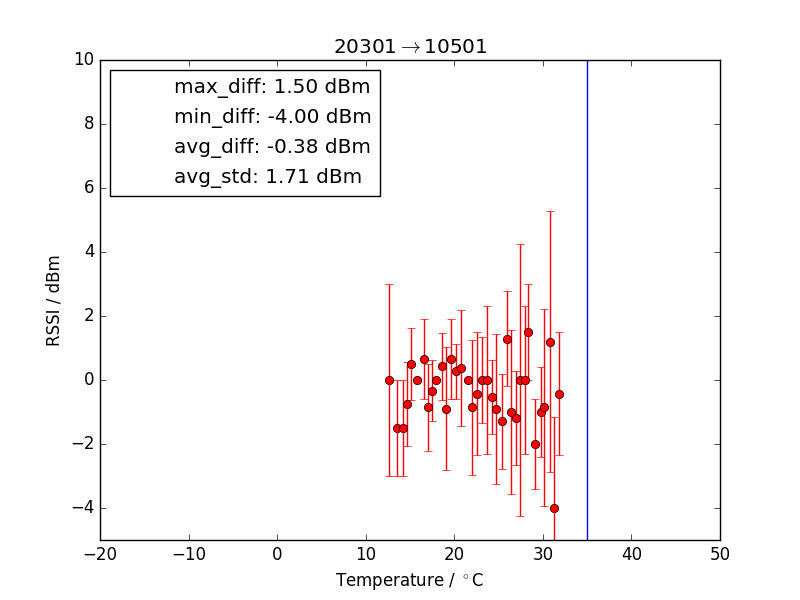 20301→10501
max_diff: 1.50 dBm
min_diff: -4.00 dBm
avg_diff: -0.38 dBm
avg_std: 1.71 dBm
10
8
6
4
2
0
−2
−4
RSSI / dBm
−20 −10 0 10 20 30 40 50
Temperature / °C